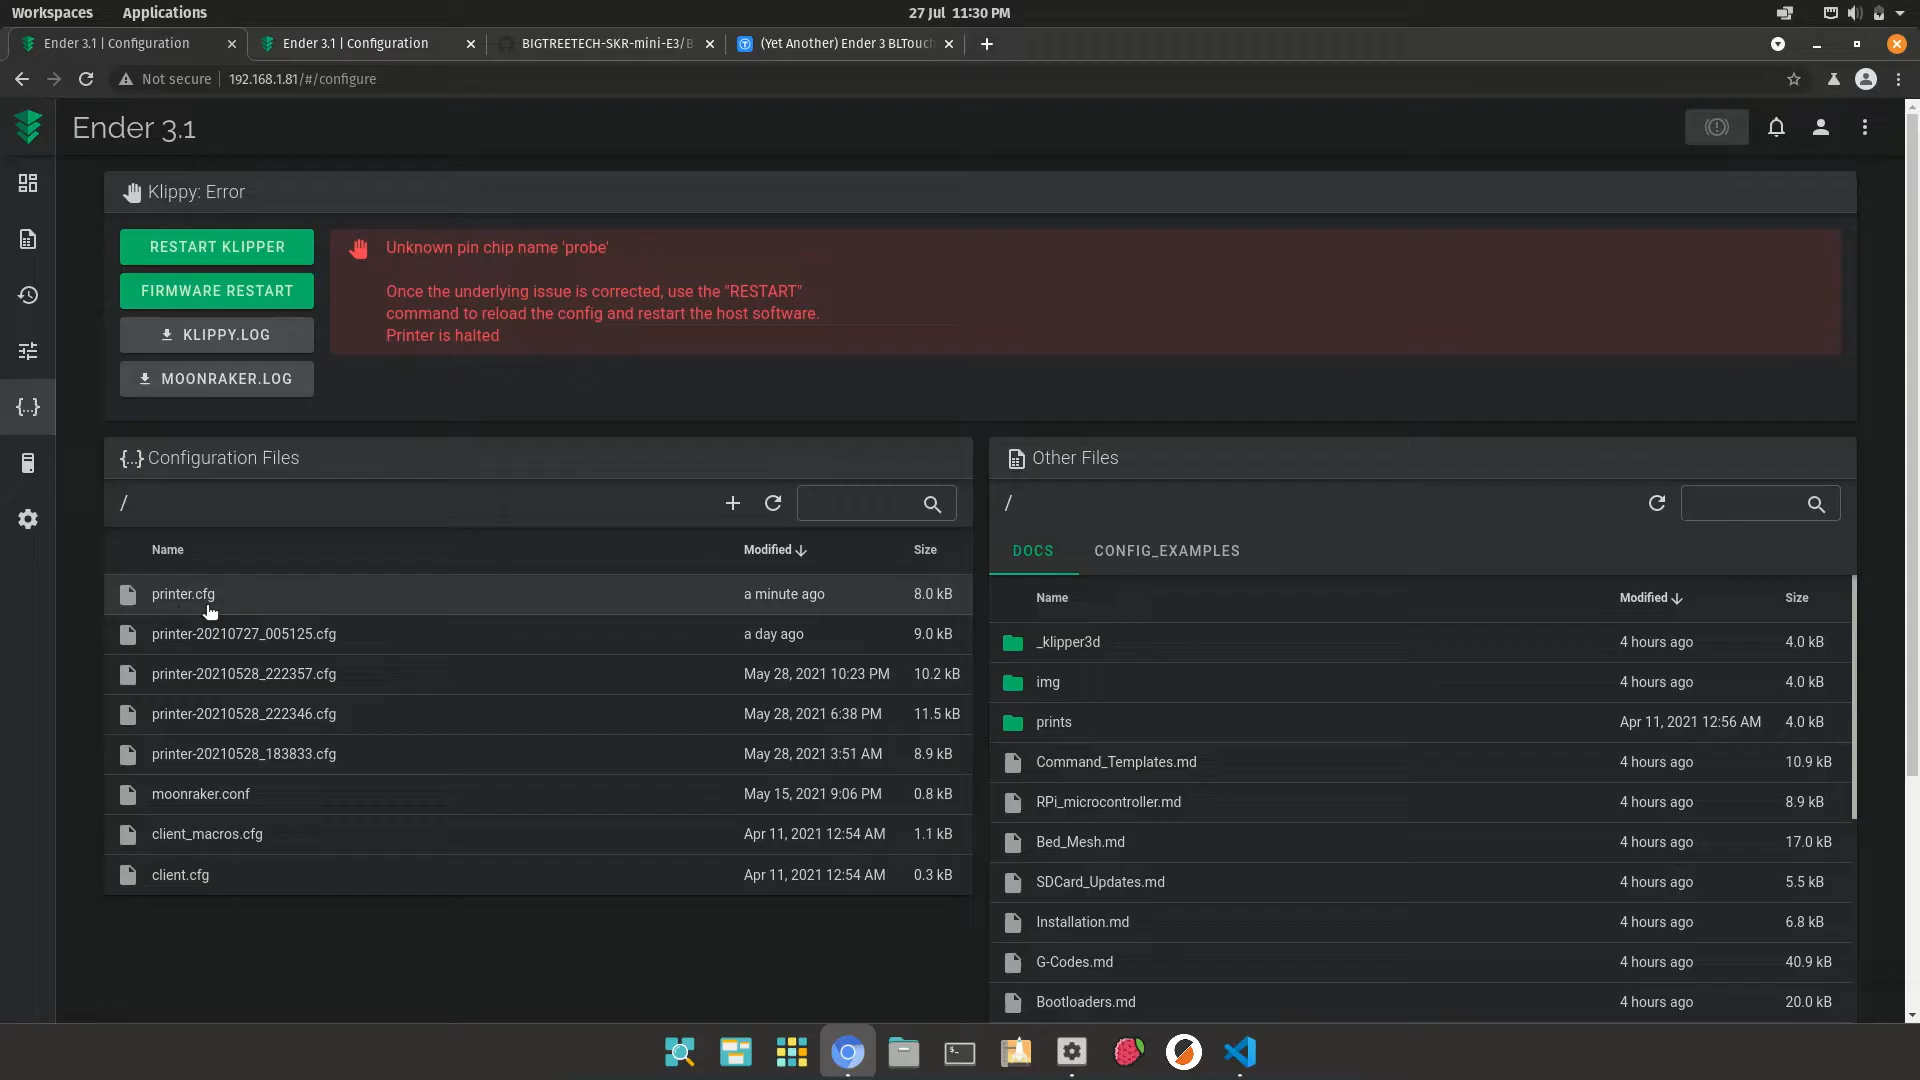 Workspaces Applications 27 Jul 11:30 PM
Ender 3.1 | Configuration Ender 3.1 | Configuration BIGTREETECH-SKR-mini-E3/B (Yet Another) Ender 3 BLTouch
Not secure 192.168.1.81/#/configure
Ender 3.1
Klippy: Error
RESTART KLIPPER
FIRMWARE RESTART
KLIPPY.LOG
MOONRAKER.LOG
Unknown pin chip name 'probe'
Once the underlying issue is corrected, use the "RESTART"
command to reload the config and restart the host software.
Printer is halted
{...} Configuration Files
/
Name Modified Size
printer.cfg a minute ago 8.0 kB
printer-20210727_005125.cfg a day ago 9.0 kB
printer-20210528_222357.cfg May 28, 2021 10:23 PM 10.2 kB
printer-20210528_222346.cfg May 28, 2021 6:38 PM 11.5 kB
printer-20210528_183833.cfg May 28, 2021 3:51 AM 8.9 kB
moonraker.conf May 15, 2021 9:06 PM 0.8 kB
client_macros.cfg Apr 11, 2021 12:54 AM 1.1 kB
client.cfg Apr 11, 2021 12:54 AM 0.3 kB
Other Files
/
DOCS CONFIG_EXAMPLES
Name Modified Size
_klipper3d 4 hours ago 4.0 kB
img 4 hours ago 4.0 kB
prints Apr 11, 2021 12:56 AM 4.0 kB
Command_Templates.md 4 hours ago 10.9 kB
RPi_microcontroller.md 4 hours ago 8.9 kB
Bed_Mesh.md 4 hours ago 17.0 kB
SDCard_Updates.md 4 hours ago 5.5 kB
Installation.md 4 hours ago 6.8 kB
G-Codes.md 4 hours ago 40.9 kB
Bootloaders.md 4 hours ago 20.0 kB